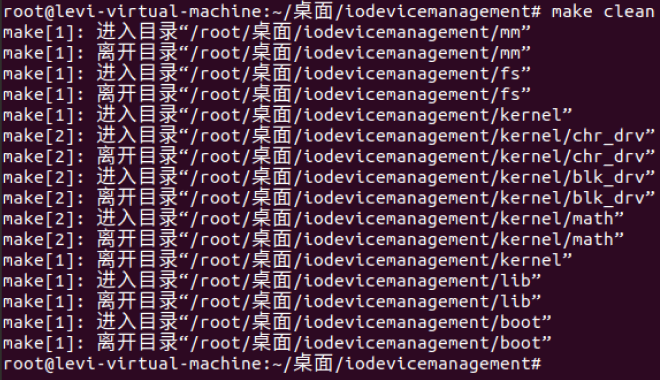 root@levi-virtual-machine:~/桌面/iodevicemanagement# make clean
make[1]: 进入目录“/root/桌面/iodevicemanagement/mm”
make[1]: 离开目录“/root/桌面/iodevicemanagement/mm”
make[1]: 进入目录“/root/桌面/iodevicemanagement/fs”
make[1]: 离开目录“/root/桌面/iodevicemanagement/fs”
make[1]: 进入目录“/root/桌面/iodevicemanagement/kernel”
make[2]: 进入目录“/root/桌面/iodevicemanagement/kernel/chr_drv”
make[2]: 离开目录“/root/桌面/iodevicemanagement/kernel/chr_drv”
make[2]: 进入目录“/root/桌面/iodevicemanagement/kernel/blk_drv”
make[2]: 离开目录“/root/桌面/iodevicemanagement/kernel/blk_drv”
make[2]: 进入目录“/root/桌面/iodevicemanagement/kernel/math”
make[2]: 离开目录“/root/桌面/iodevicemanagement/kernel/math”
make[1]: 离开目录“/root/桌面/iodevicemanagement/kernel”
make[1]: 进入目录“/root/桌面/iodevicemanagement/lib”
make[1]: 离开目录“/root/桌面/iodevicemanagement/lib”
make[1]: 进入目录“/root/桌面/iodevicemanagement/boot”
make[1]: 离开目录“/root/桌面/iodevicemanagement/boot”
root@levi-virtual-machine:~/桌面/iodevicemanagement#